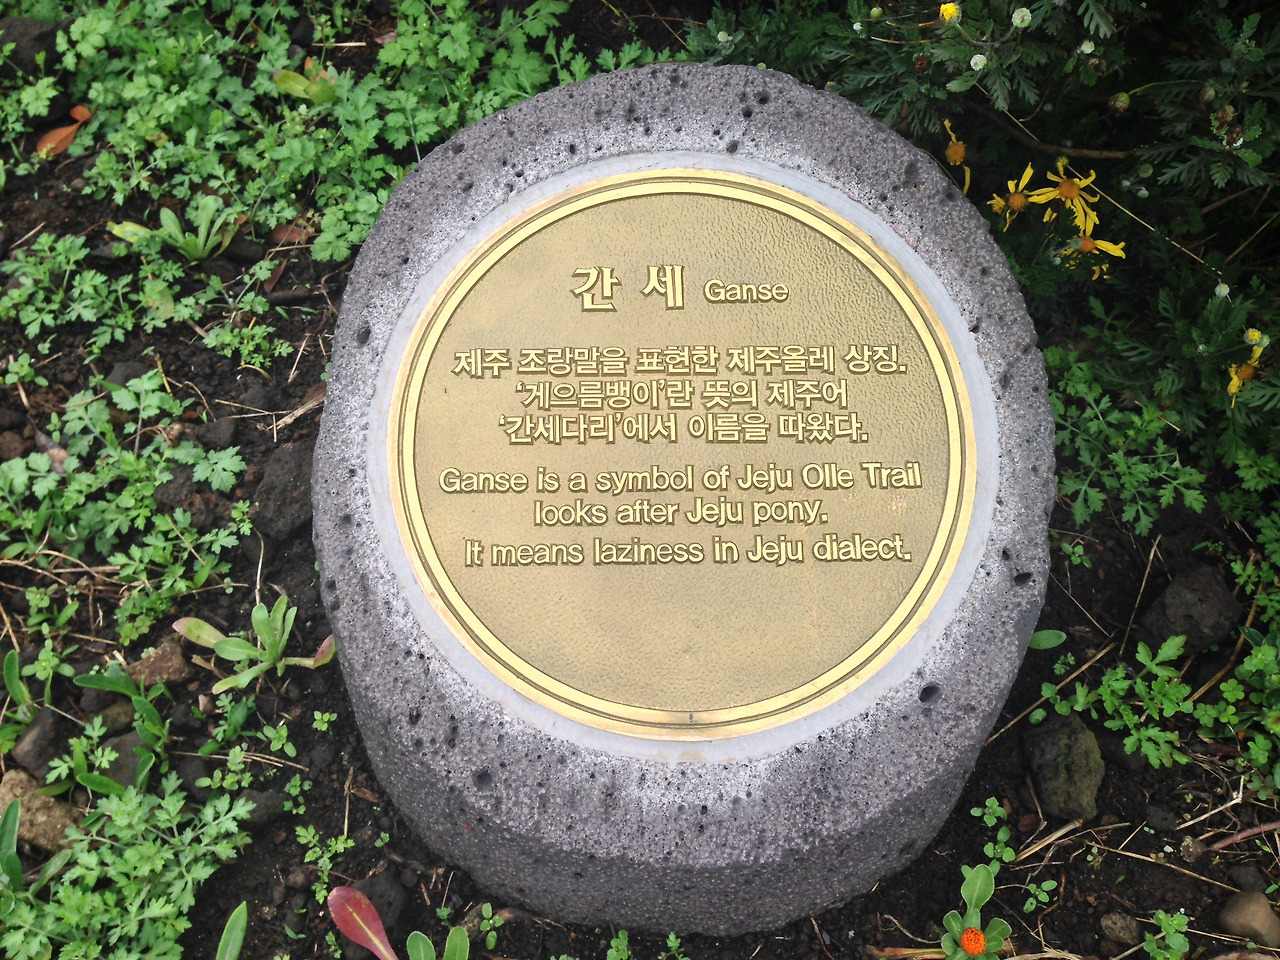 간세 Ganse
제주 조랑말을 표현한 제주올레 상징.
‘게으름뱅이’란 뜻의 제주어
‘간세다리’에서 이름을 따왔다.
Ganse is a symbol of Jeju Olle Trail
looks after Jeju pony.
It means laziness in Jeju dialect.